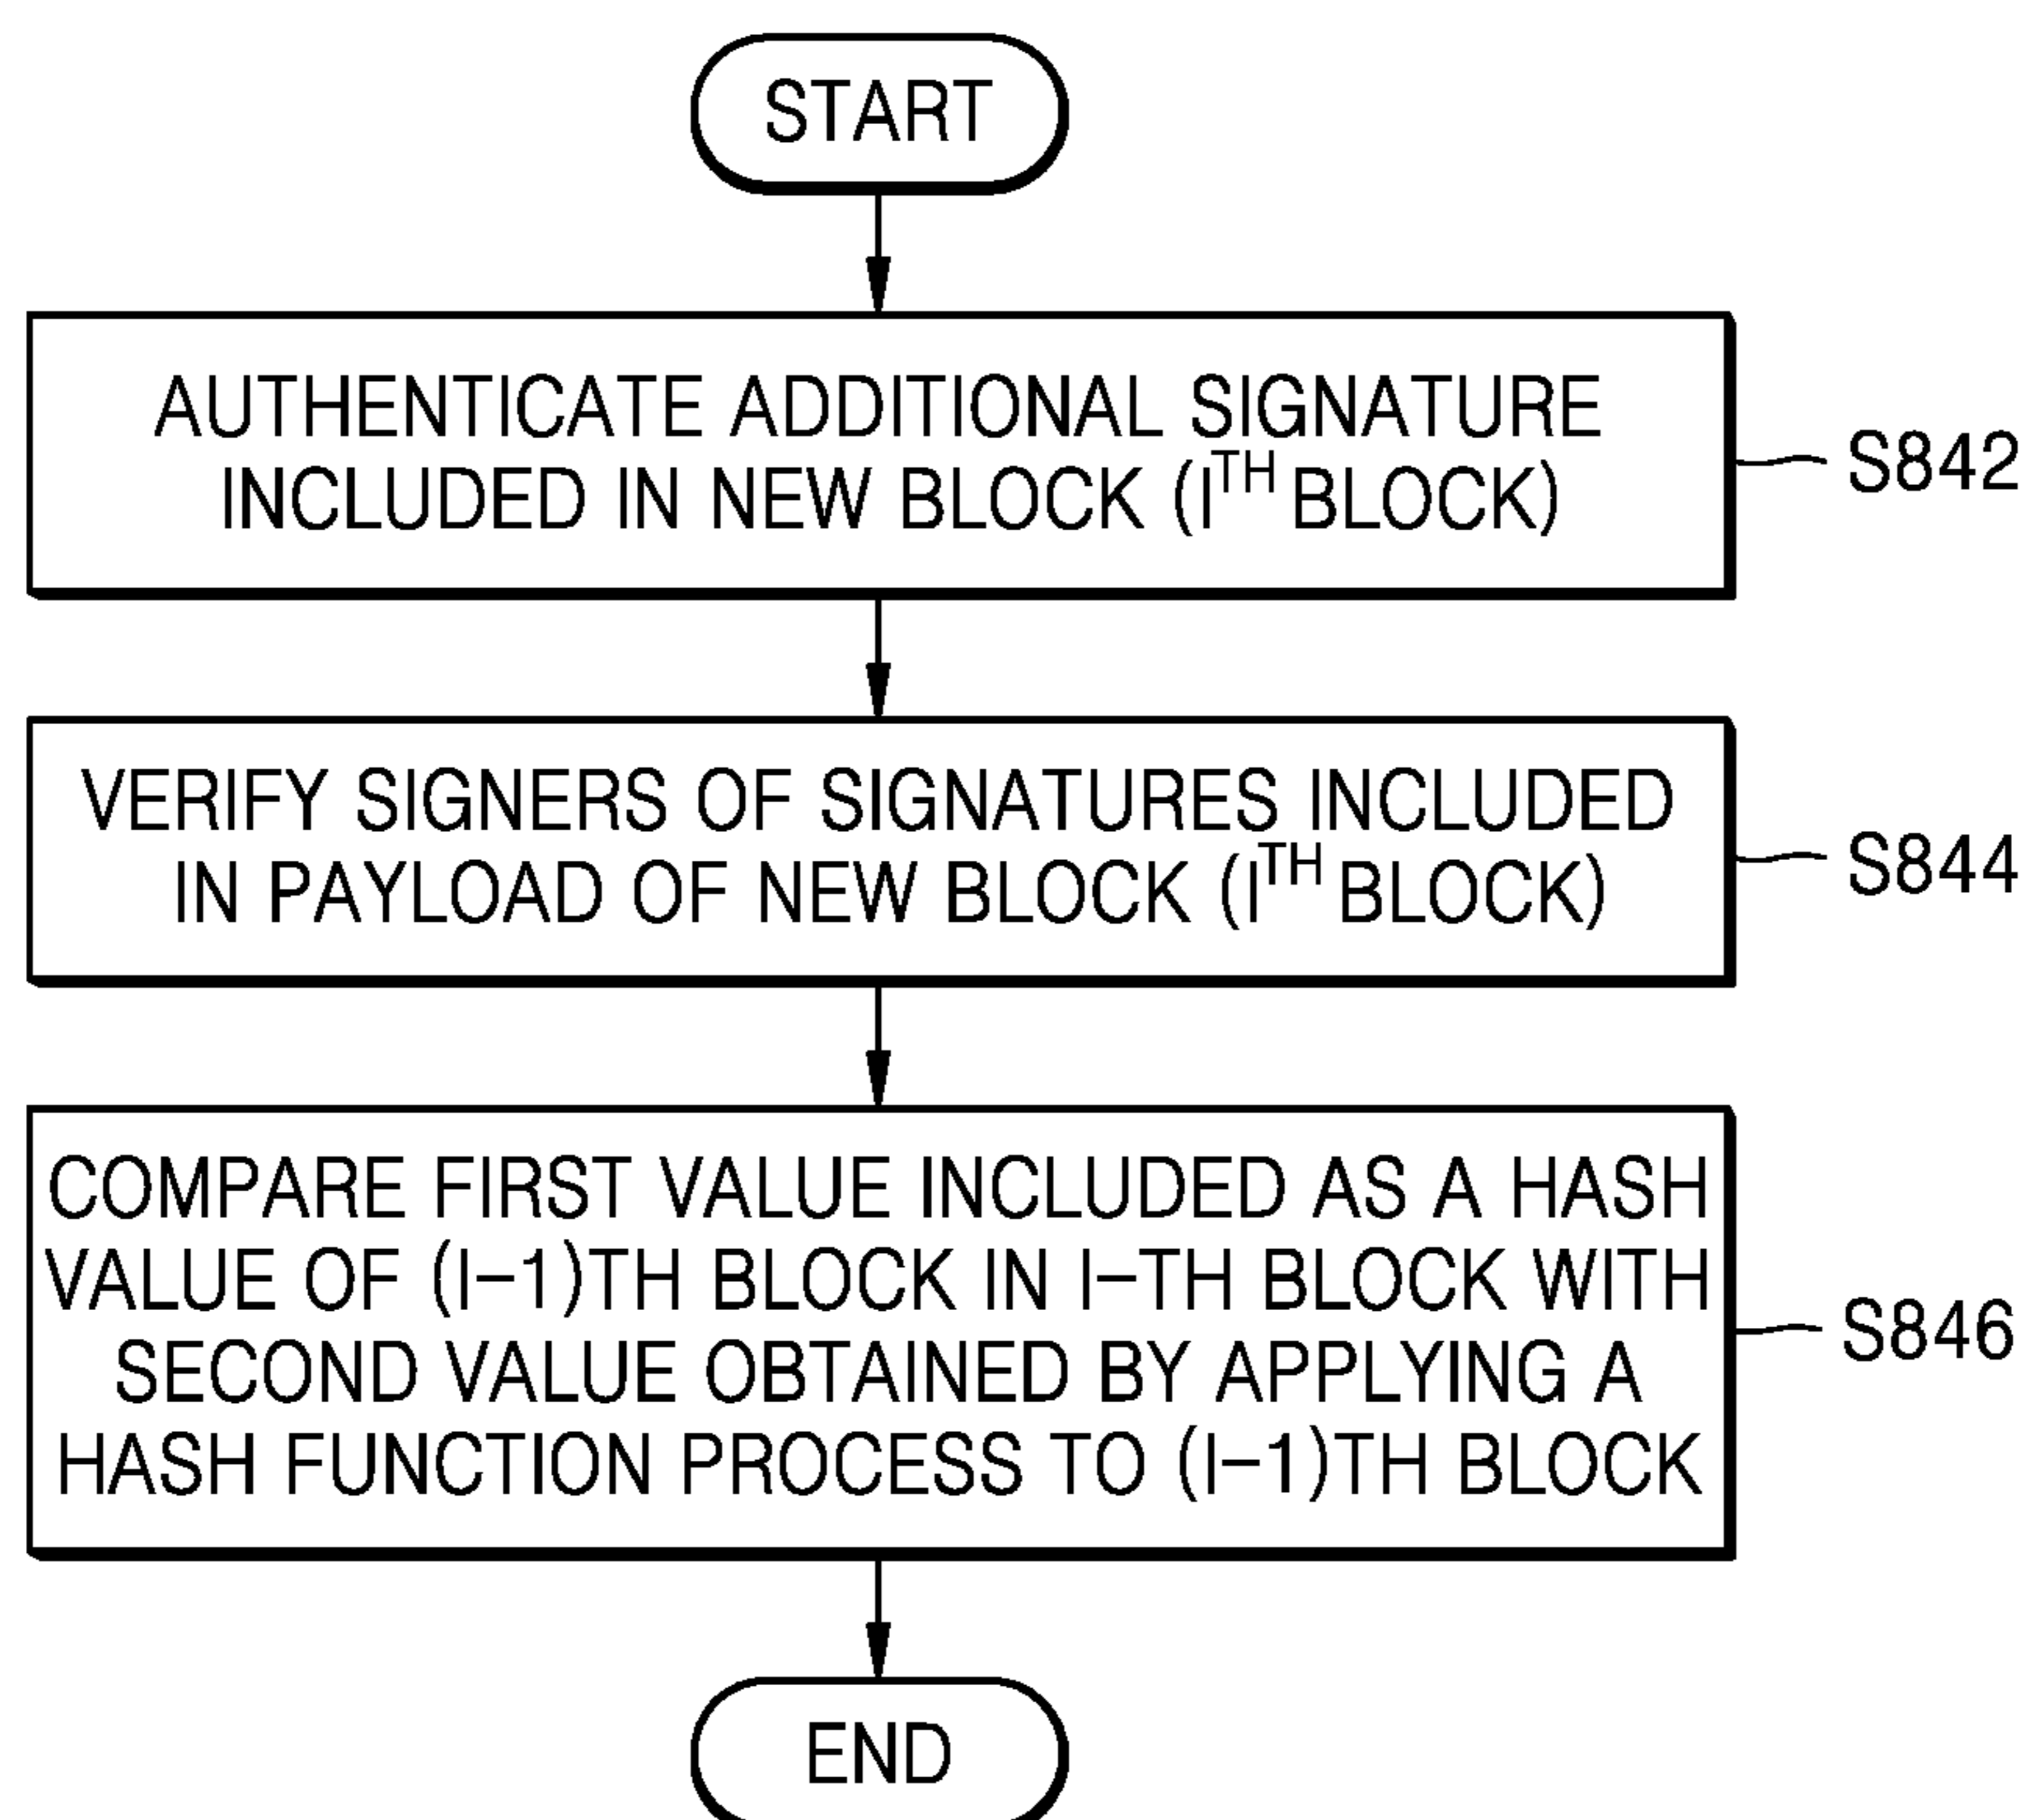 START
AUTHENTICATE ADDITIONAL SIGNATURE
INCLUDED IN NEW BLOCK (I^TH BLOCK)
S842
VERIFY SIGNERS OF SIGNATURES INCLUDED
IN PAYLOAD OF NEW BLOCK (I^TH BLOCK)
S844
COMPARE FIRST VALUE INCLUDED AS A HASH
VALUE OF (I-1)TH BLOCK IN I-TH BLOCK WITH
SECOND VALUE OBTAINED BY APPLYING A
HASH FUNCTION PROCESS TO (I-1)TH BLOCK
S846
END